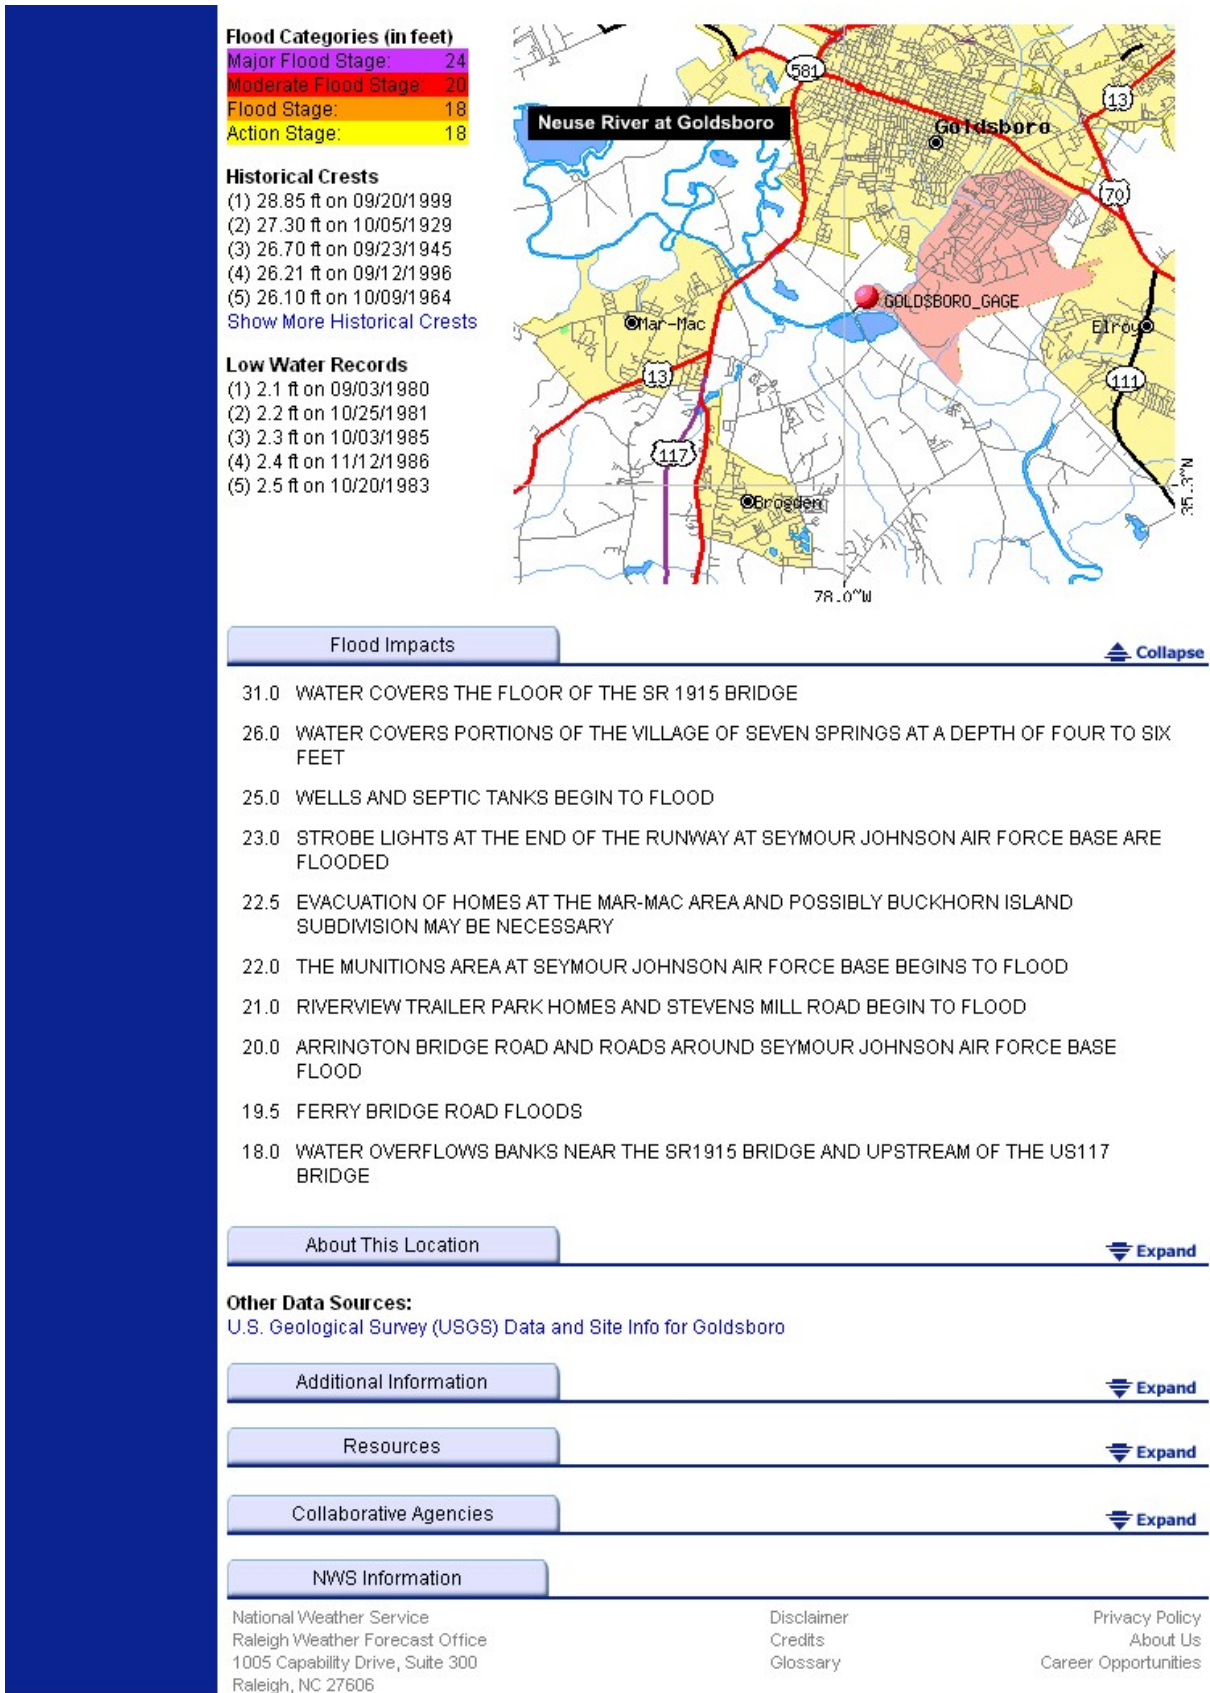 Flood Categories (in feet)
Major Flood Stage: 24
Moderate Flood Stage: 20
Flood Stage: 18
Action Stage: 18
Historical Crests
(1) 28.85 ft on 09/20/1999
(2) 27.30 ft on 10/05/1929
(3) 26.70 ft on 09/23/1945
(4) 26.21 ft on 09/12/1996
(5) 26.10 ft on 10/09/1964
Show More Historical Crests
Low Water Records
(1) 2.1 ft on 09/03/1980
(2) 2.2 ft on 10/25/1981
(3) 2.3 ft on 10/03/1985
(4) 2.4 ft on 11/12/1986
(5) 2.5 ft on 10/20/1983
581
13
Neuse River at Goldsboro
Goldsboro
70
GOLDSBORO_GAGE
Mar-Mac
Elroy
13
111
117
Brogden
35.3~N
78.0~W
Flood Impacts
Collapse
31.0 WATER COVERS THE FLOOR OF THE SR 1915 BRIDGE
26.0 WATER COVERS PORTIONS OF THE VILLAGE OF SEVEN SPRINGS AT A DEPTH OF FOUR TO SIX
FEET
25.0 WELLS AND SEPTIC TANKS BEGIN TO FLOOD
23.0 STROBE LIGHTS AT THE END OF THE RUNWAY AT SEYMOUR JOHNSON AIR FORCE BASE ARE
FLOODED
22.5 EVACUATION OF HOMES AT THE MAR-MAC AREA AND POSSIBLY BUCKHORN ISLAND
SUBDIVISION MAY BE NECESSARY
22.0 THE MUNITIONS AREA AT SEYMOUR JOHNSON AIR FORCE BASE BEGINS TO FLOOD
21.0 RIVERVIEW TRAILER PARK HOMES AND STEVENS MILL ROAD BEGIN TO FLOOD
20.0 ARRINGTON BRIDGE ROAD AND ROADS AROUND SEYMOUR JOHNSON AIR FORCE BASE
FLOOD
19.5 FERRY BRIDGE ROAD FLOODS
18.0 WATER OVERFLOWS BANKS NEAR THE SR1915 BRIDGE AND UPSTREAM OF THE US117
BRIDGE
About This Location
Expand
Other Data Sources:
U.S. Geological Survey (USGS) Data and Site Info for Goldsboro
Additional Information
Expand
Resources
Expand
Collaborative Agencies
Expand
NWS Information
National Weather Service
Raleigh Weather Forecast Office
1005 Capability Drive, Suite 300
Raleigh, NC 27606
Disclaimer
Credits
Glossary
Privacy Policy
About Us
Career Opportunities